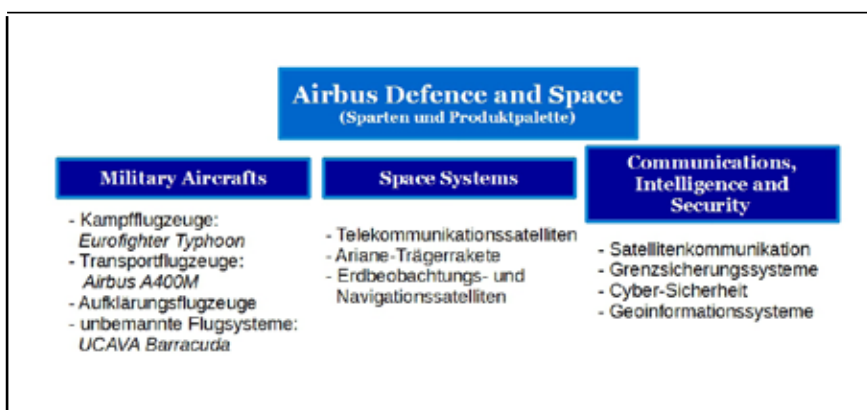 Airbus Defence and Space
(Sparten und Produktpalette)
Military Aircrafts
- Kampfflugzeuge:
Eurofighter Typhoon
- Transportflugzeuge:
Airbus A400M
- Aufklärungsflugzeuge
- unbemannte Flugsysteme:
UCAVA Barracuda
Space Systems
- Telekommunikationssatelliten
- Ariane-Trägerrakete
- Erdbeobachtungs- und
Navigationssatelliten
Communications,
Intelligence and
Security
- Satellitenkommunikation
- Grenzsicherungssysteme
- Cyber-Sicherheit
- Geoinformationssysteme